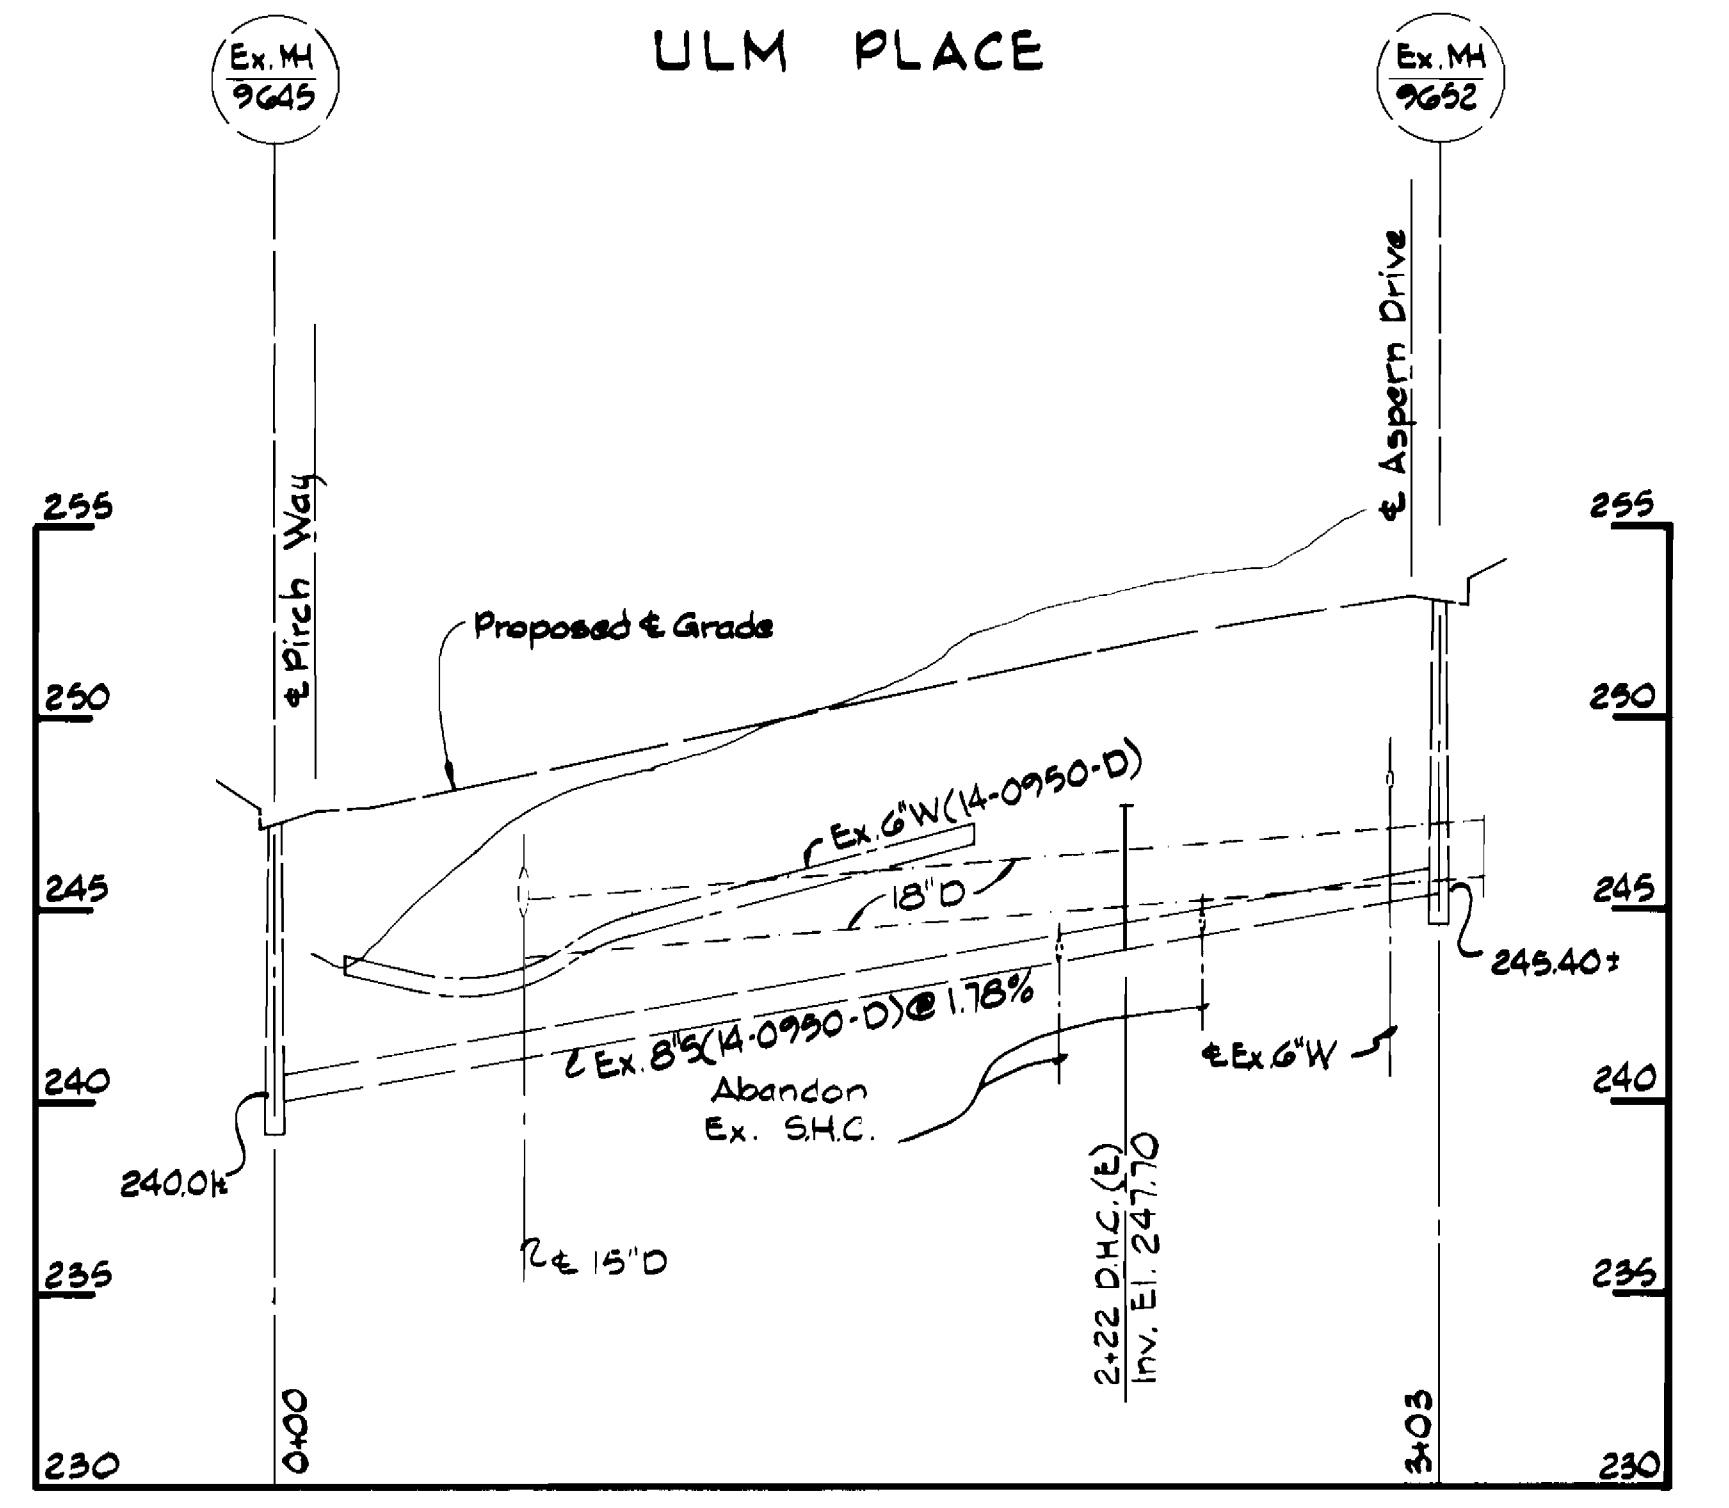 ULM PLACE
Ex. MH
9645
Ex. MH
9652
℄ Pirch Way
℄ Aspern Drive
255
255
Proposed ℄ Grade
250
250
Ex. 6"W (14-0950-D)
245
18"D
245
245.40±
Ex. 8"S (14-0950-D) @ 1.78%
℄ Ex. 6"W
240
Abandon
Ex. S.H.C.
240
240.01±
2+22 D.H.C. (E)
Inv. El. 247.70
℄ 15"D
235
235
0+00
3+03
230
230